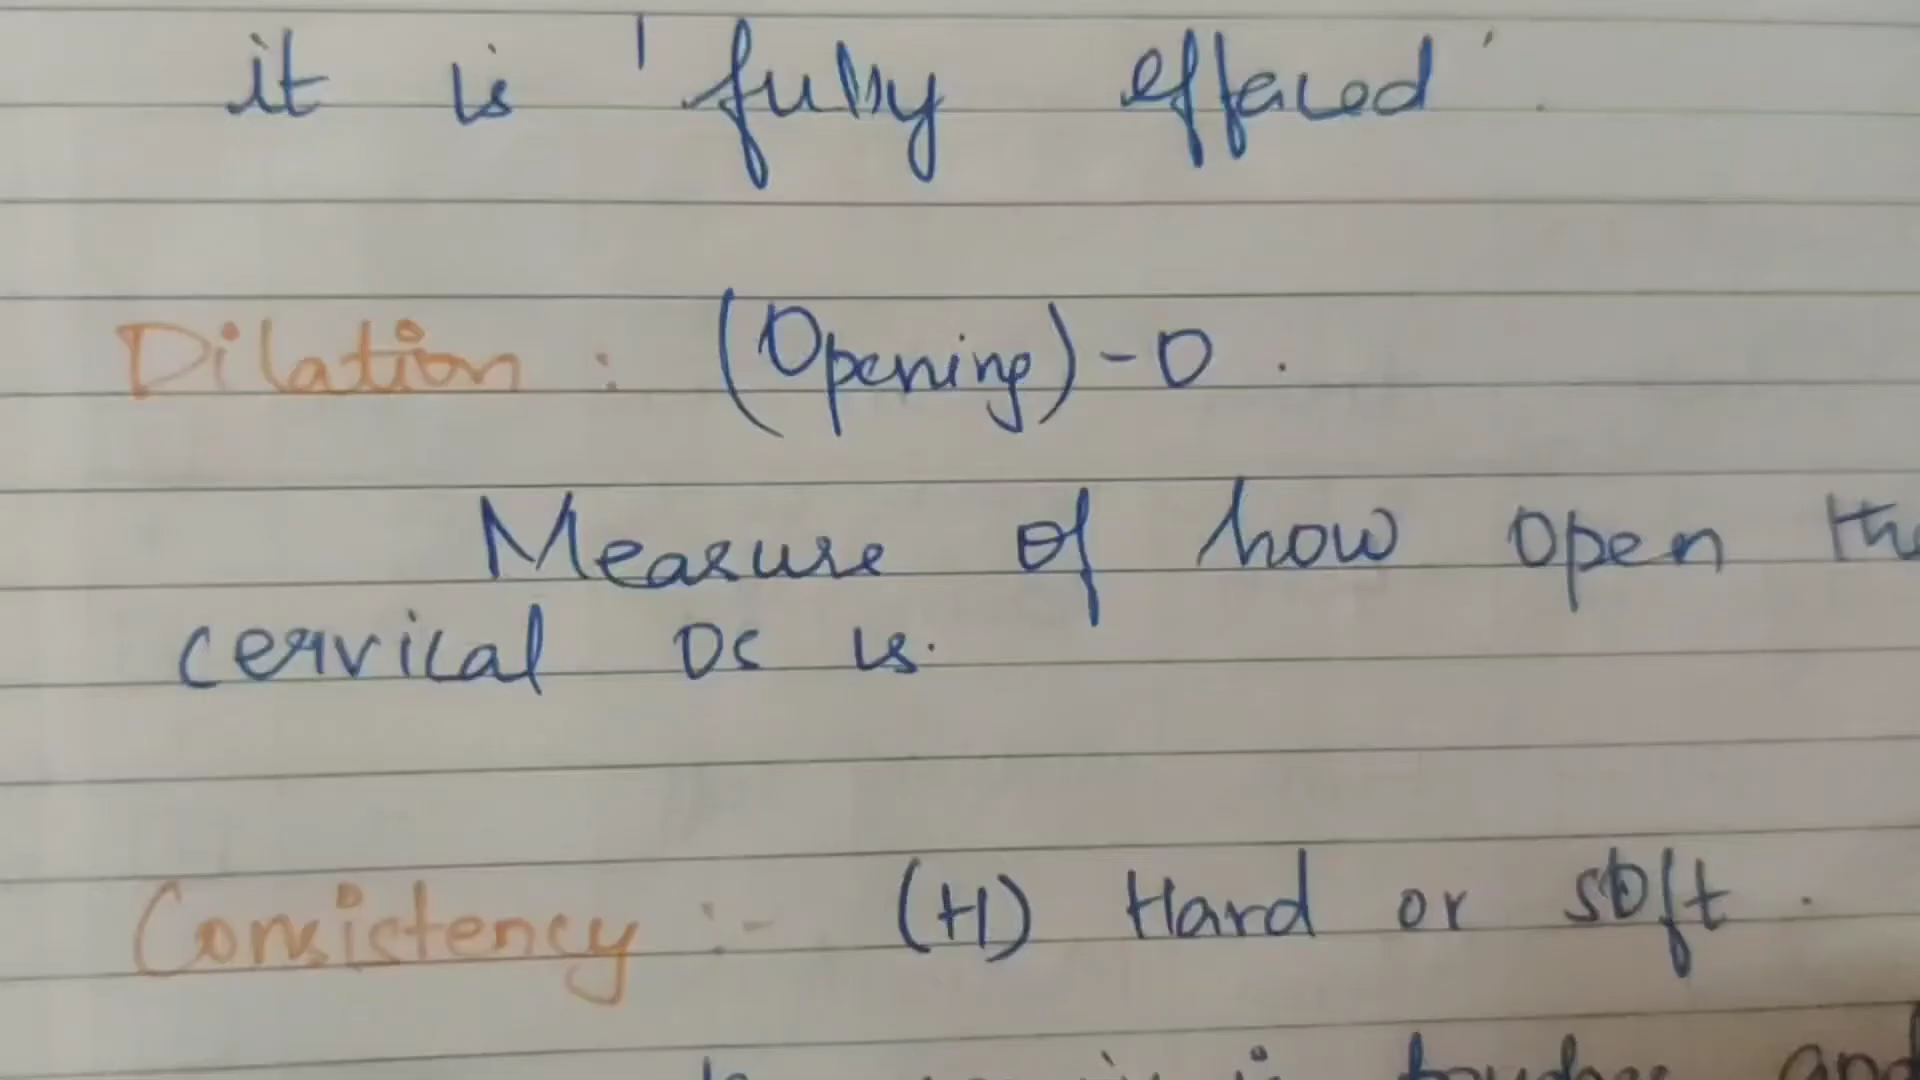 it is 'fully effaced'.
Dilation : (Opening) - O .
Measure of how open the
cervical os is.
Consistency :- (+1) Hard or soft .
and